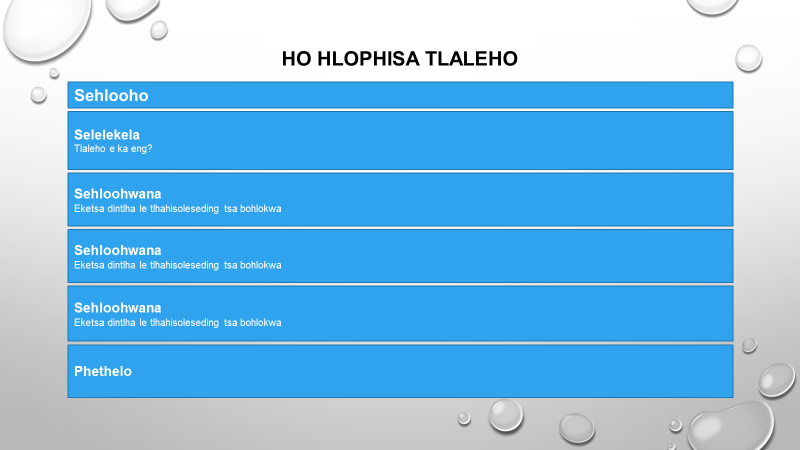 HO HLOPHISA TLALEHO
Sehlooho
Selelekela
Tlaleho e ka eng?
Sehloohwana
Eketsa dintlha le tlhahisoleseding tsa bohlokwa
Sehloohwana
Eketsa dintlha le tlhahisoleseding tsa bohlokwa
Sehloohwana
Eketsa dintlha le tlhahisoleseding tsa bohlokwa
Phethelo